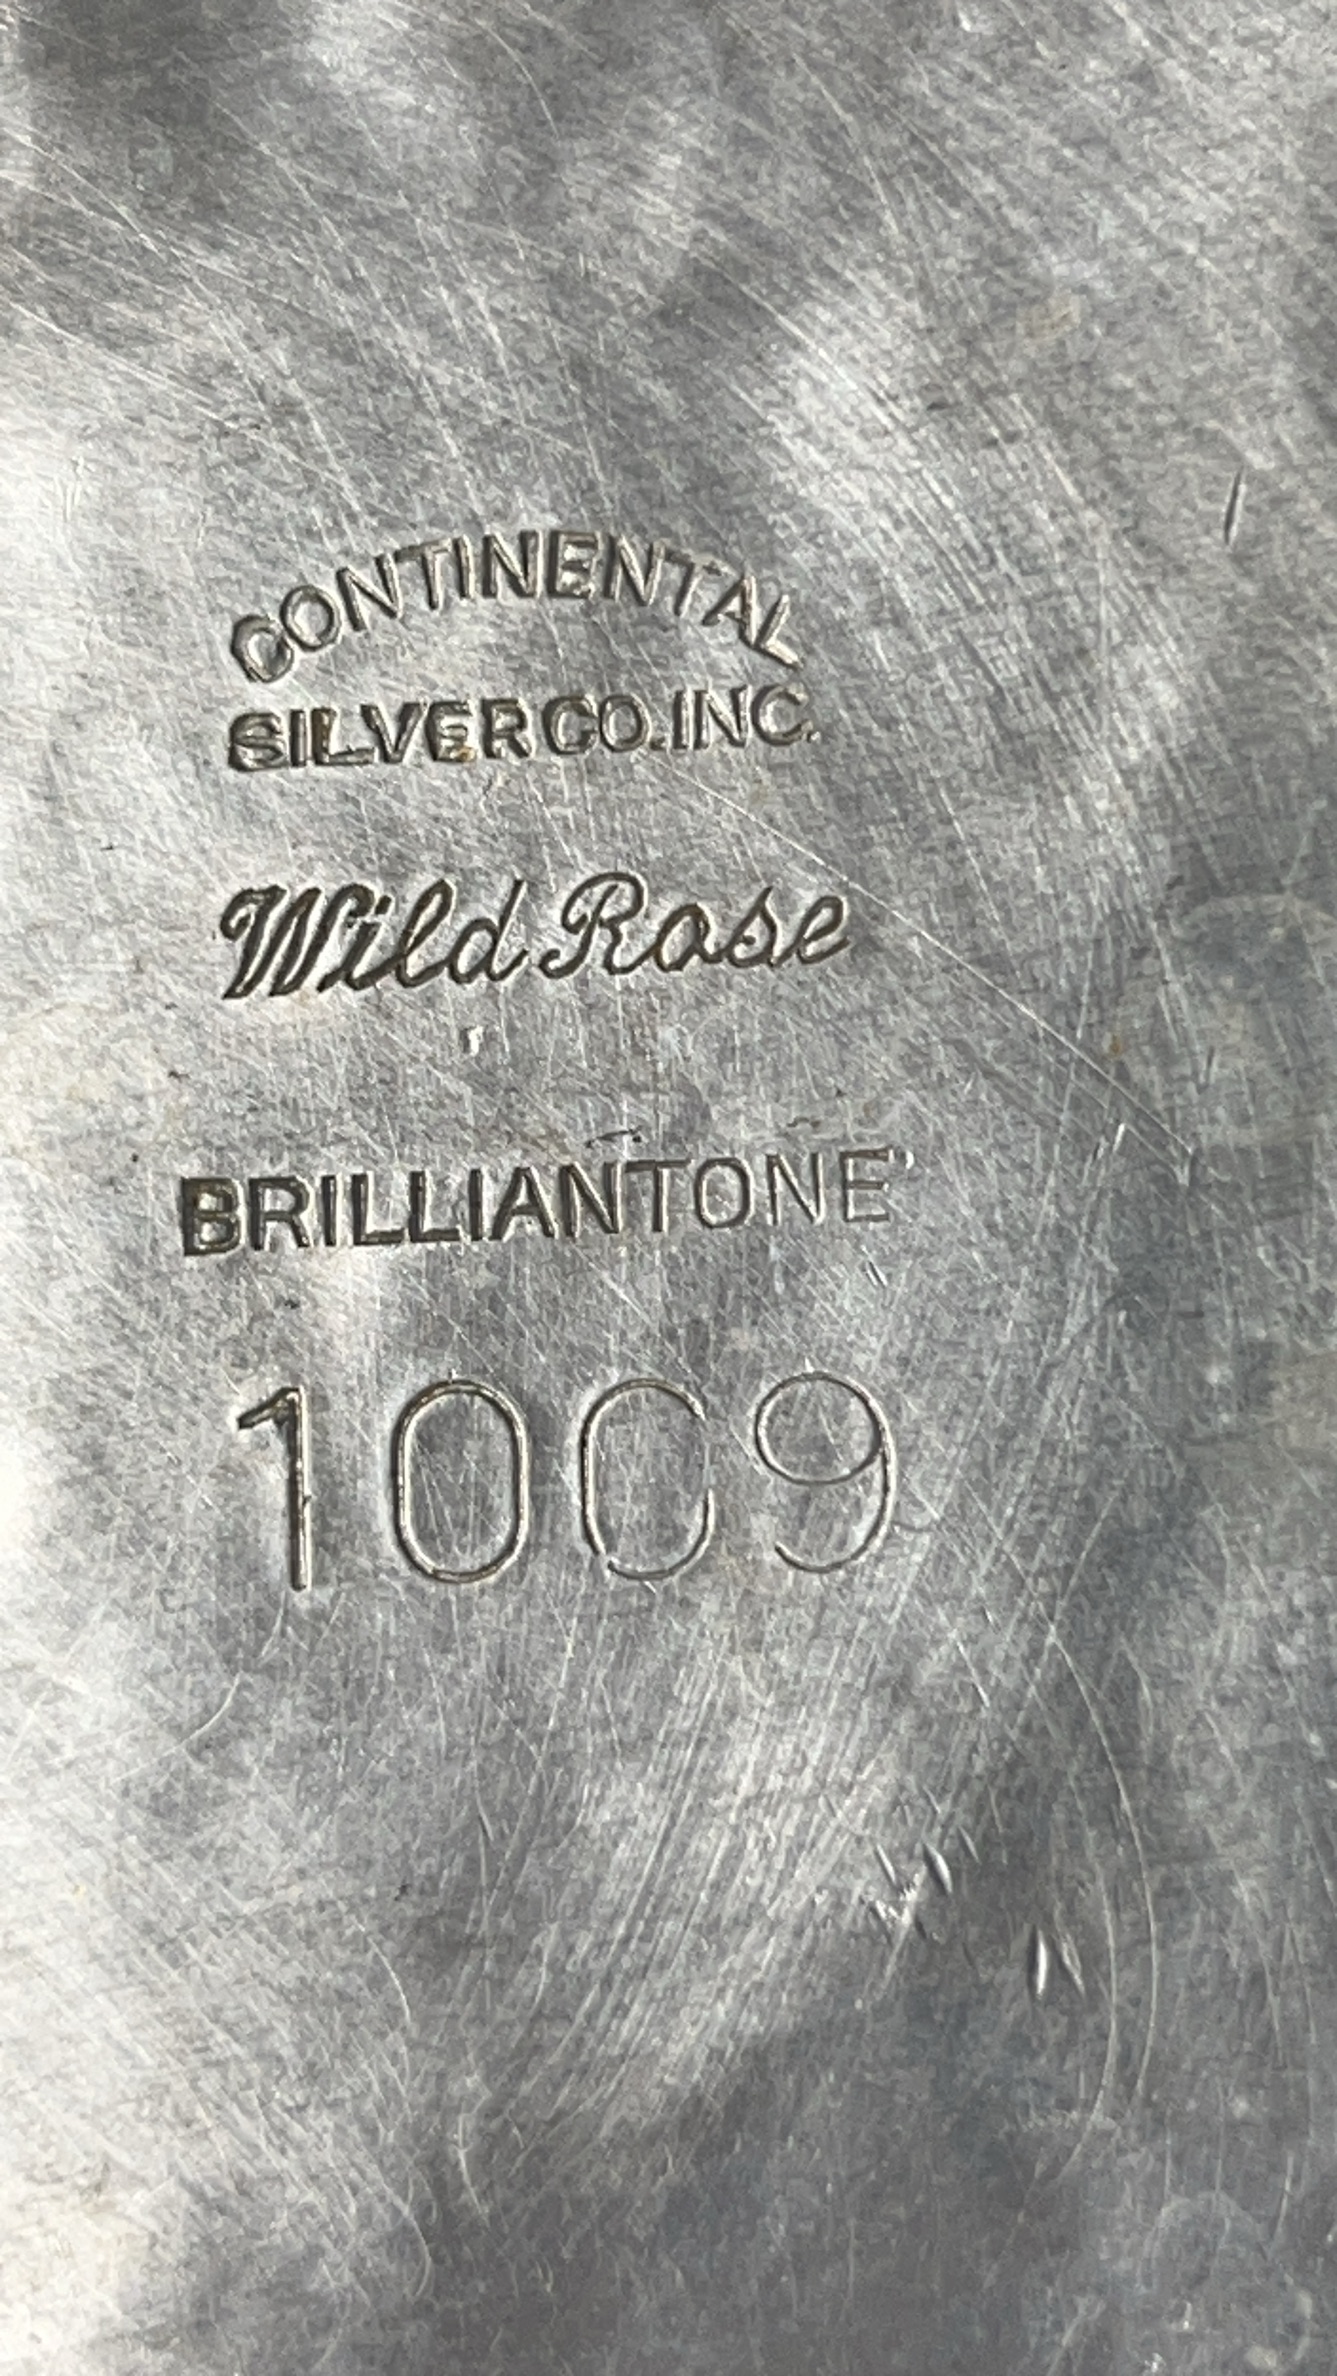 CONTINENTAL
SILVER CO. INC.
Wild Rose
BRILLIANTONE
1009